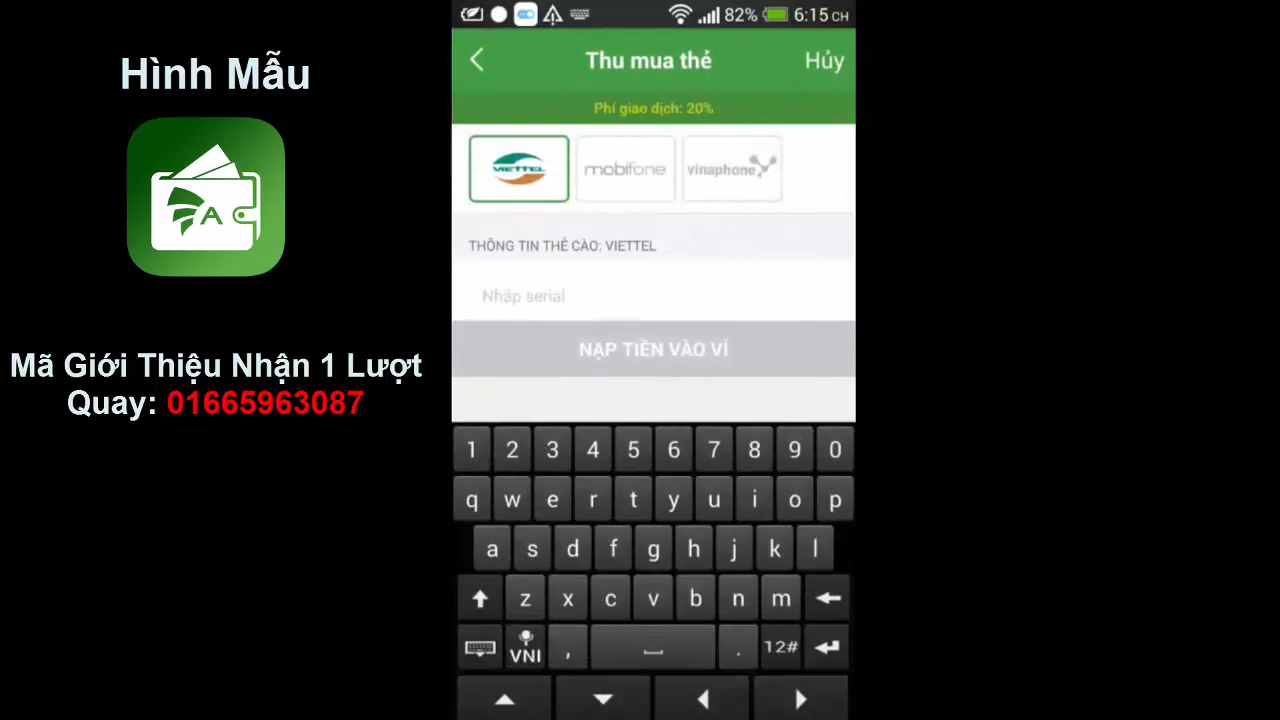 Hình Mẫu
A
Mã Giới Thiệu Nhận 1 Lượt
Quay: 01665963087
82% 6:15 CH
Thu mua thẻ
Hủy
Phí giao dịch: 20%
VIETTEL
mobifone
vinaphone
THÔNG TIN THẺ CÀO: VIETTEL
Nhập serial
NẠP TIỀN VÀO VÍ
1 2 3 4 5 6 7 8 9 0
q w e r t y u i o p
a s d f g h j k l
z x c v b n m
VNI , . 12#